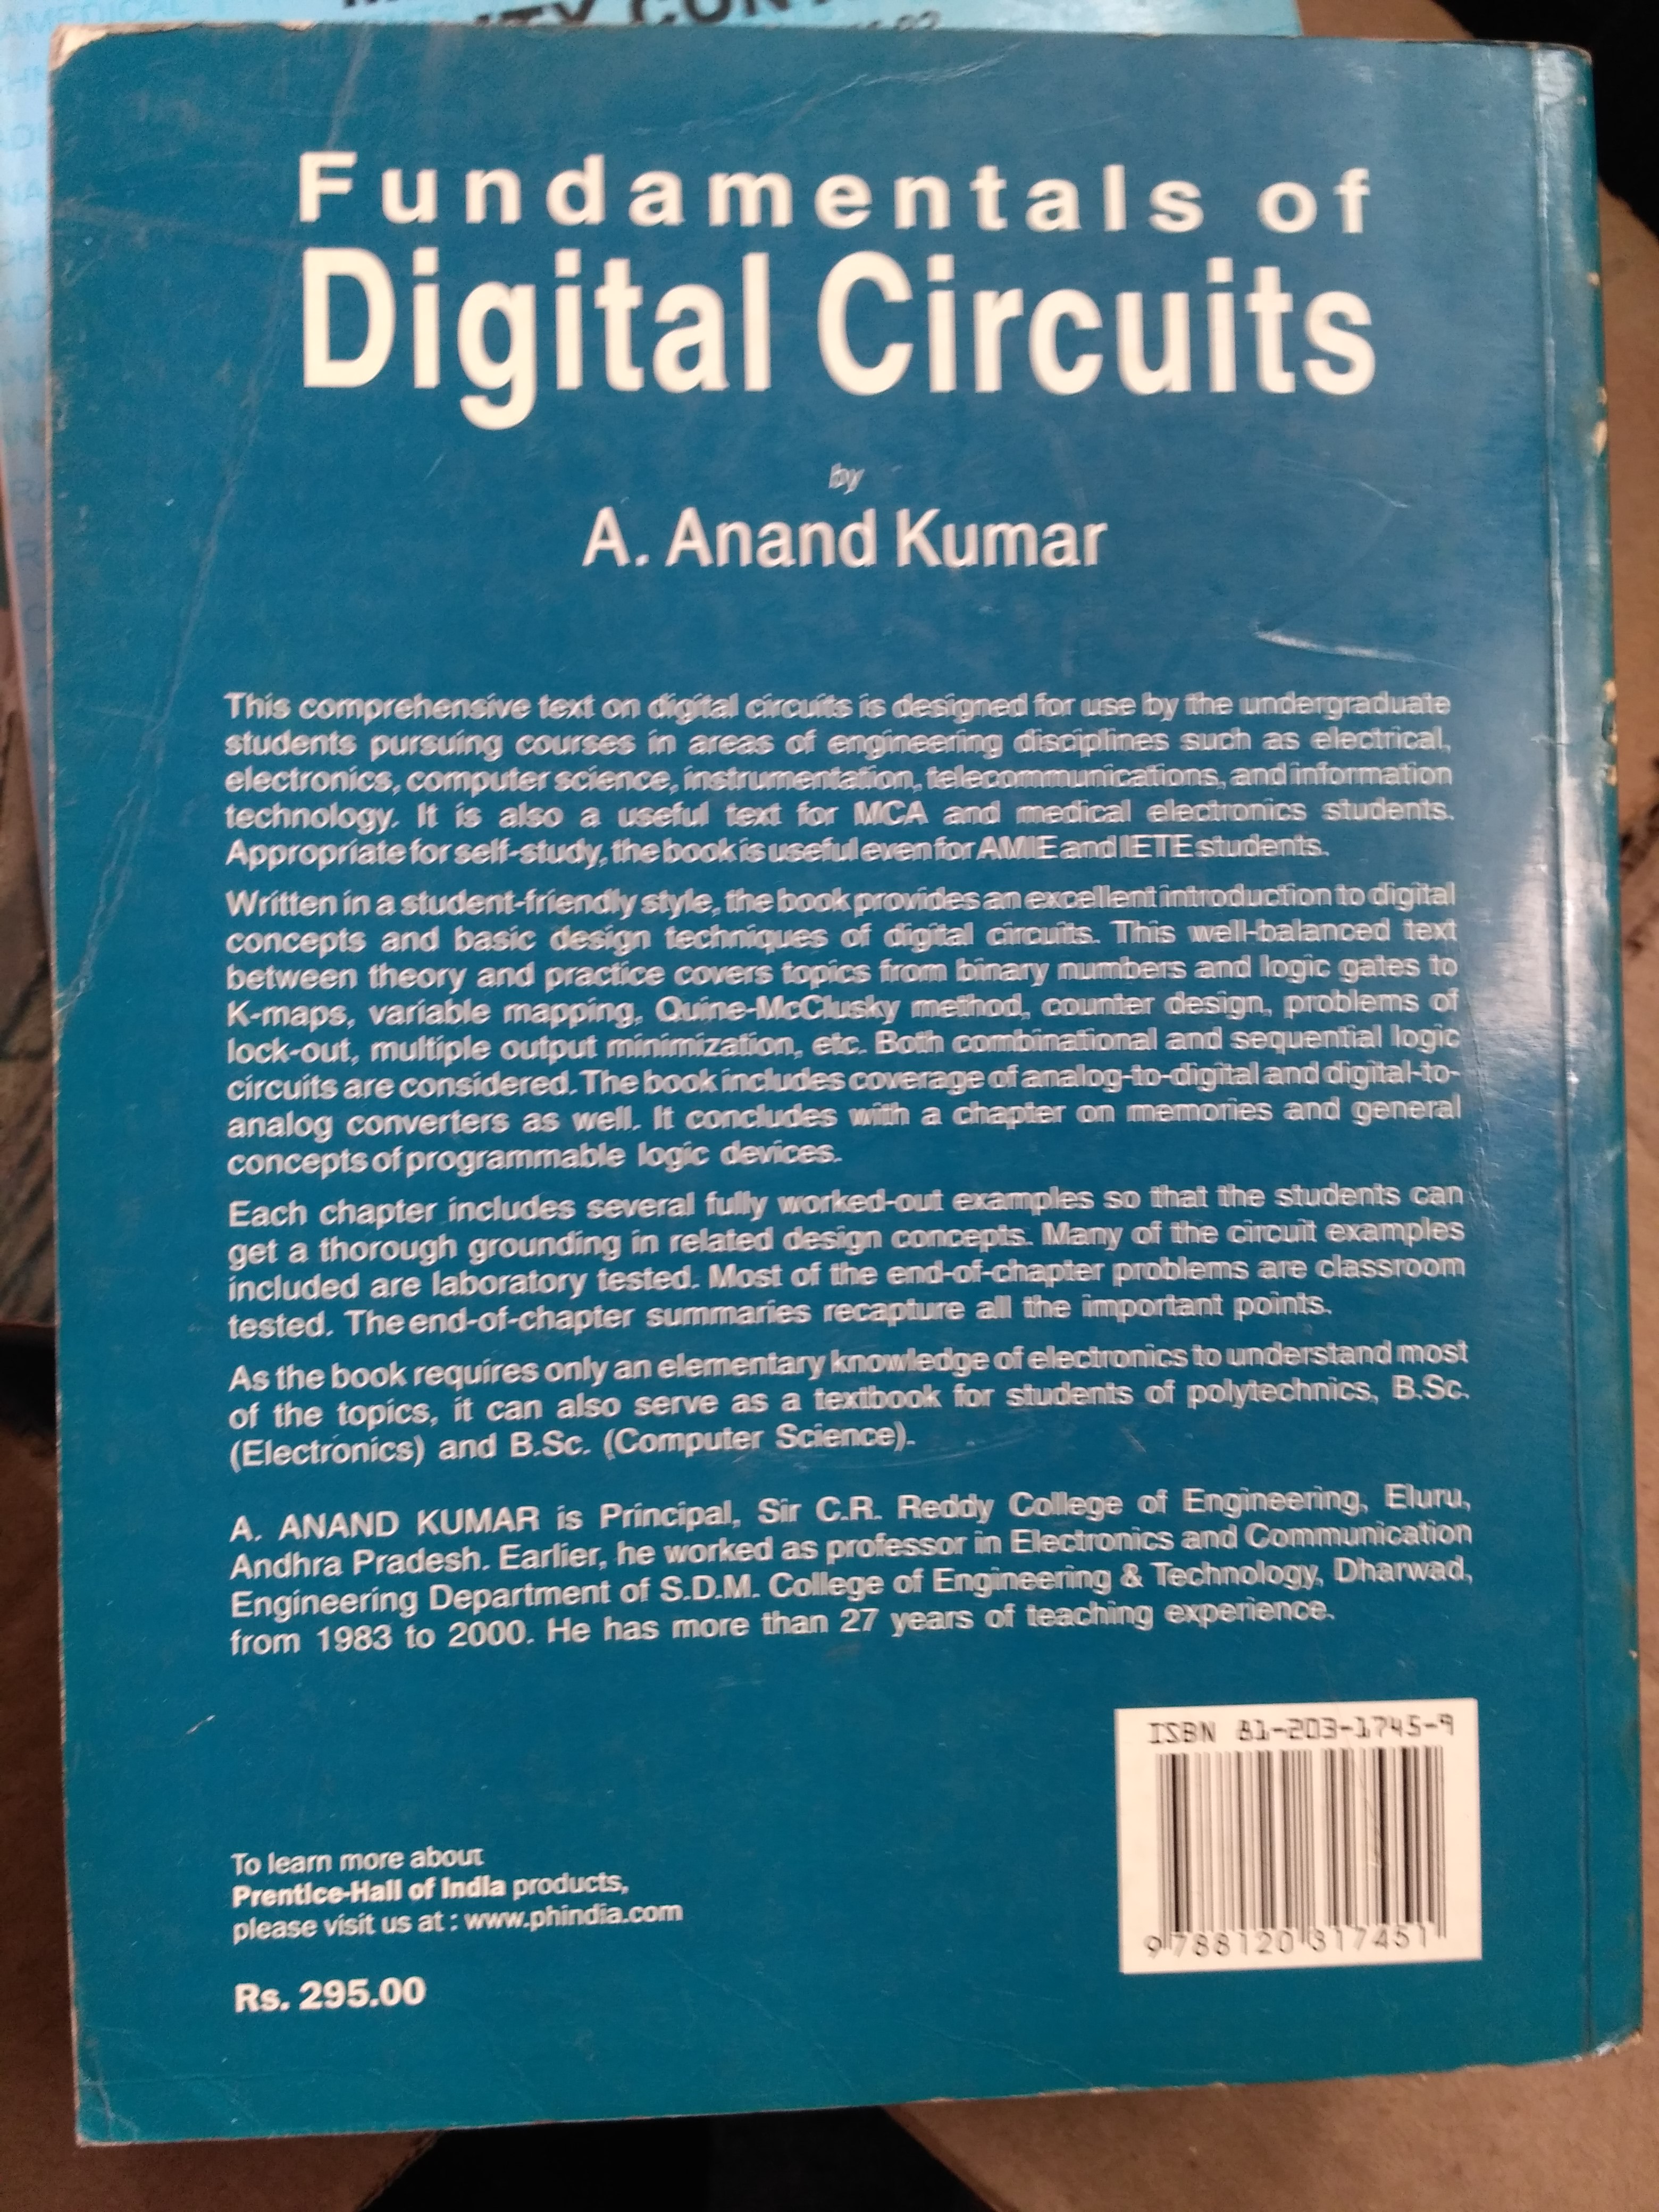 Fundamentals of
Digital Circuits
by
A. Anand Kumar
This comprehensive text on digital circuits is designed for use by the undergraduate
students pursuing courses in areas of engineering disciplines such as electrical,
electronics, computer science, instrumentation, telecommunications, and information
technology. It is also a useful text for MCA and medical electronics students.
Appropriate for self-study, the book is useful even for AMIE and IETE students.
Written in a student-friendly style, the book provides an excellent introduction to digital
concepts and basic design techniques of digital circuits. This well-balanced text
between theory and practice covers topics from binary numbers and logic gates to
K-maps, variable mapping, Quine-McClusky method, counter design, problems of
lock-out, multiple output minimization, etc. Both combinational and sequential logic
circuits are considered. The book includes coverage of analog-to-digital and digital-to-
analog converters as well. It concludes with a chapter on memories and general
concepts of programmable logic devices.
Each chapter includes several fully worked-out examples so that the students can
get a thorough grounding in related design concepts. Many of the circuit examples
included are laboratory tested. Most of the end-of-chapter problems are classroom
tested. The end-of-chapter summaries recapture all the important points.
As the book requires only an elementary knowledge of electronics to understand most
of the topics, it can also serve as a textbook for students of polytechnics, B.Sc.
(Electronics) and B.Sc. (Computer Science).
A. ANAND KUMAR is Principal, Sir C.R. Reddy College of Engineering, Eluru,
Andhra Pradesh. Earlier, he worked as professor in Electronics and Communication
Engineering Department of S.D.M. College of Engineering & Technology, Dharwad,
from 1983 to 2000. He has more than 27 years of teaching experience.
ISBN 81-203-1745-9
9 788120 317451
To learn more about
Prentice-Hall of India products,
please visit us at : www.phindia.com
Rs. 295.00